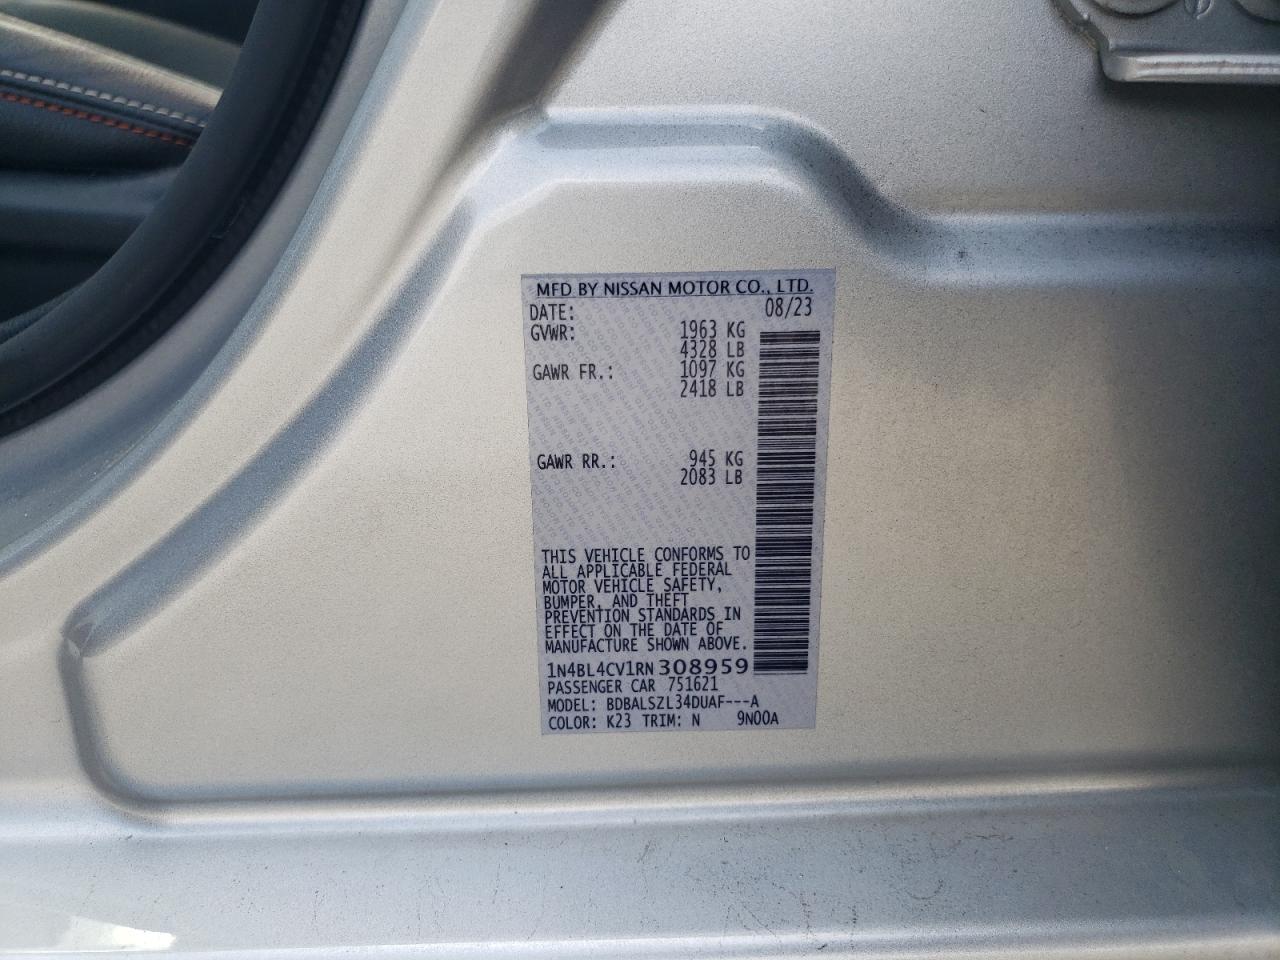 MFD BY NISSAN MOTOR CO., LTD.
DATE: 08/23
GVWR: 1963 KG
4328 LB
GAWR FR.: 1097 KG
2418 LB
GAWR RR.: 945 KG
2083 LB
THIS VEHICLE CONFORMS TO
ALL APPLICABLE FEDERAL
MOTOR VEHICLE SAFETY,
BUMPER, AND THEFT
PREVENTION STANDARDS IN
EFFECT ON THE DATE OF
MANUFACTURE SHOWN ABOVE.
1N4BL4CV1RN308959
PASSENGER CAR 751621
MODEL: BDBALSZL34DUAF---A
COLOR: K23 TRIM: N 9N00A